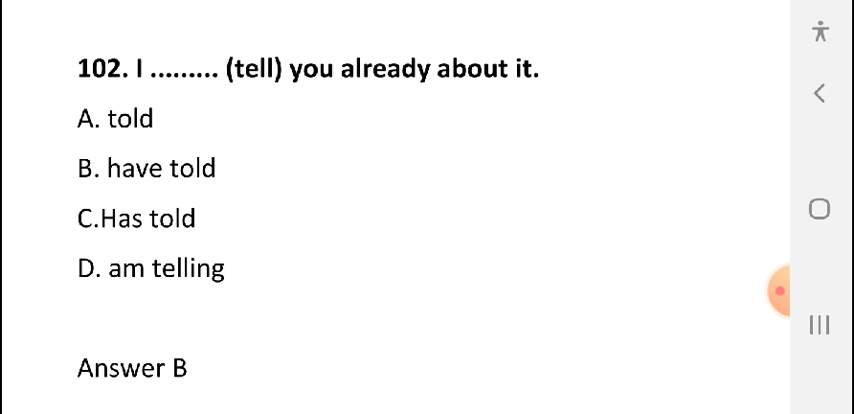 102. I ......... (tell) you already about it.
A. told
B. have told
C.Has told
D. am telling
Answer B